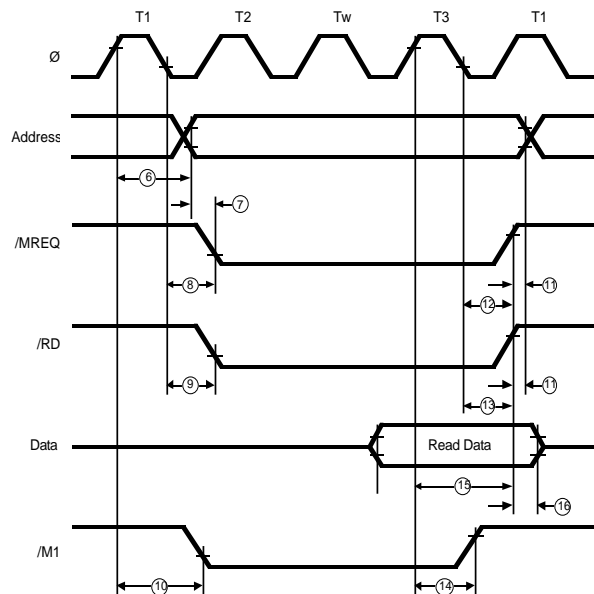 T1 T2 Tw T3 T1
Ø
Address
6
7
/MREQ
8
11
12
/RD
9
11
13
Data
Read Data
15
16
/M1
10
14